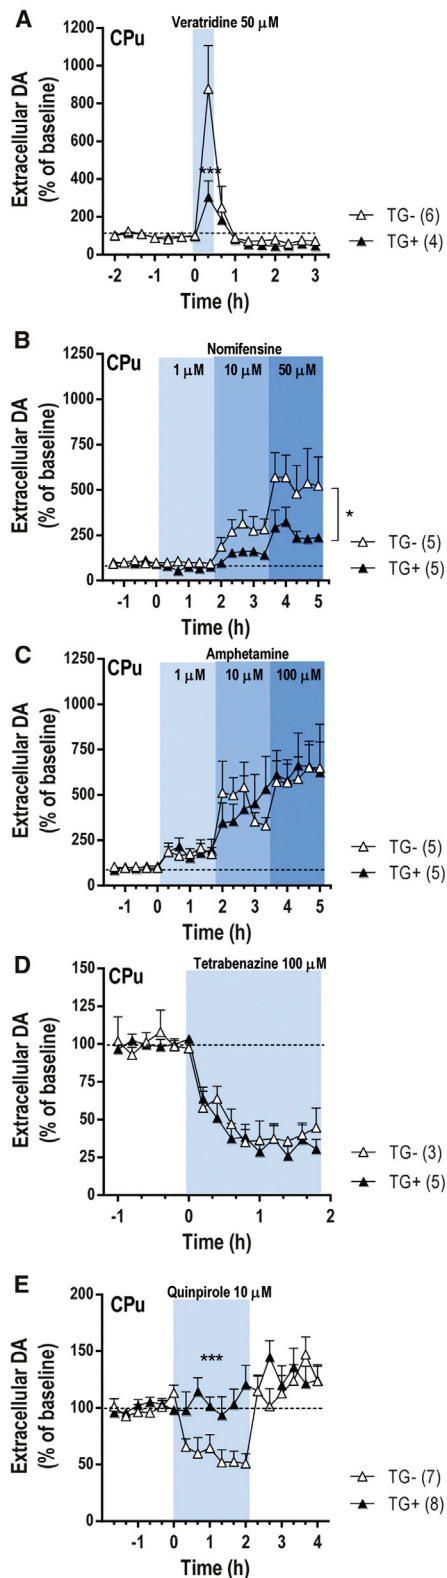 A
Veratridine 50 μM
CPu
Extracellular DA
(% of baseline)
1200
1000
800
600
400
200
0
***
-2 -1 0 1 2 3
Time (h)
TG- (6)
TG+ (4)
B
Nomifensine
CPu
1 μM 10 μM 50 μM
Extracellular DA
(% of baseline)
1250
1000
750
500
250
0
*
-1 0 1 2 3 4 5
Time (h)
TG- (5)
TG+ (5)
C
Amphetamine
CPu
1 μM 10 μM 100 μM
Extracellular DA
(% of baseline)
1250
1000
750
500
250
0
-1 0 1 2 3 4 5
Time (h)
TG- (5)
TG+ (5)
D
Tetrabenazine 100 μM
CPu
Extracellular DA
(% of baseline)
150
125
100
75
50
25
0
-1 0 1 2
Time (h)
TG- (3)
TG+ (5)
E
Quinpirole 10 μM
CPu
Extracellular DA
(% of baseline)
200
150
100
50
0
***
-1 0 1 2 3 4
Time (h)
TG- (7)
TG+ (8)